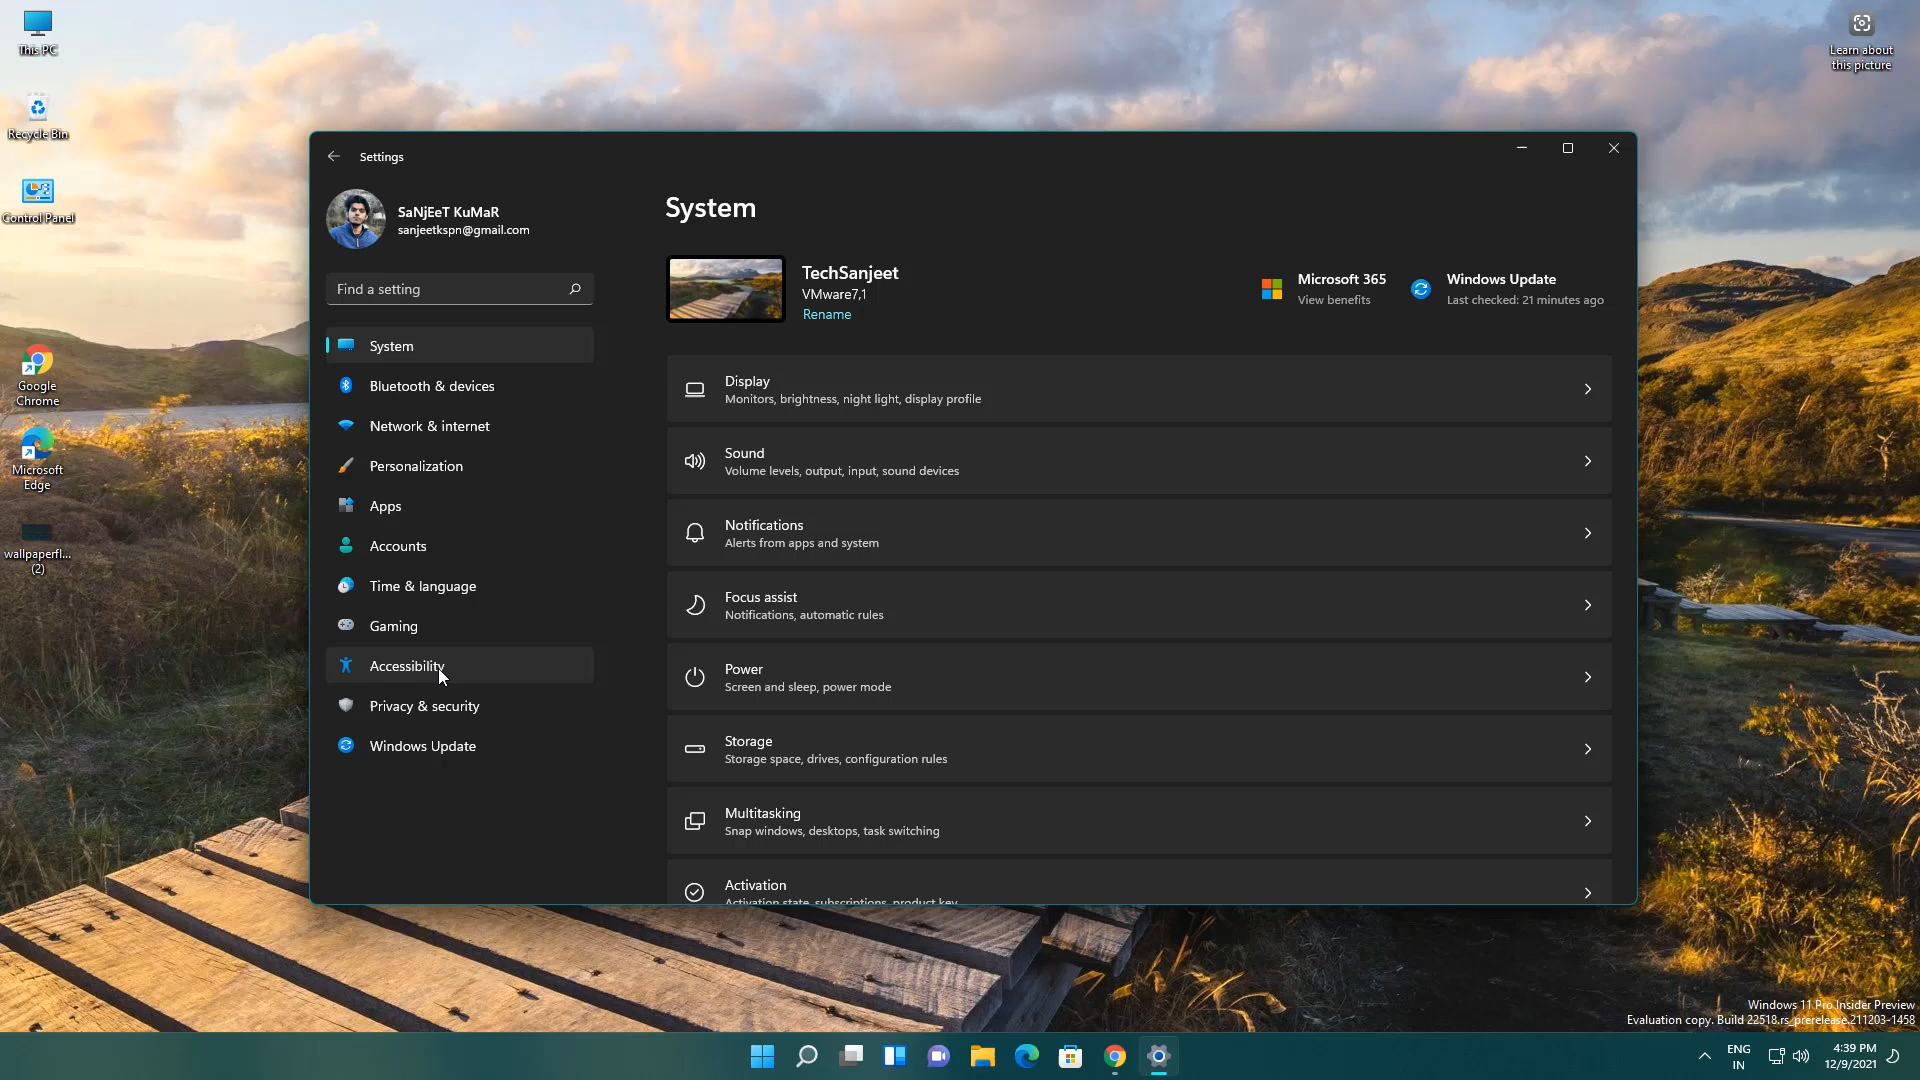 This PC
Recycle Bin
Control Panel
Google
Chrome
Microsoft
Edge
wallpaperfl...
(2)
Learn about
this picture
Settings
SaNjEeT KuMaR
sanjeetkspn@gmail.com
Find a setting
System
Bluetooth & devices
Network & internet
Personalization
Apps
Accounts
Time & language
Gaming
Accessibility
Privacy & security
Windows Update
System
TechSanjeet
VMware7,1
Rename
Microsoft 365
View benefits
Windows Update
Last checked: 21 minutes ago
Display
Monitors, brightness, night light, display profile
Sound
Volume levels, output, input, sound devices
Notifications
Alerts from apps and system
Focus assist
Notifications, automatic rules
Power
Screen and sleep, power mode
Storage
Storage space, drives, configuration rules
Multitasking
Snap windows, desktops, task switching
Activation
Activation state, subscriptions, product key
Windows 11 Pro Insider Preview
Evaluation copy. Build 22518.rs_prerelease.211203-1458
ENG
IN
4:39 PM
12/9/2021